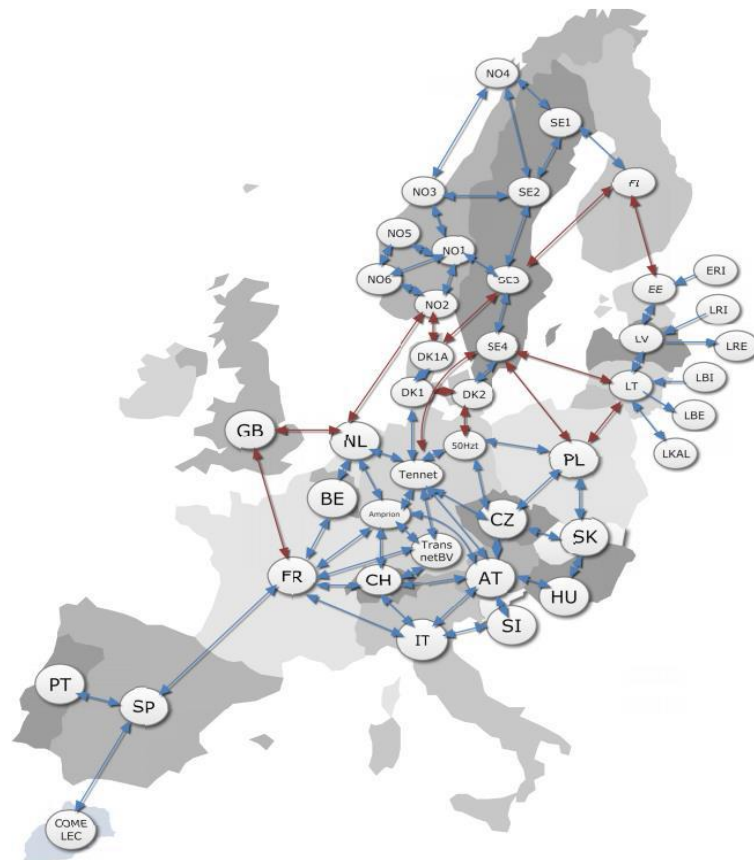 NO4
SE1
NO3
SE2
FI
NO5
NO1
NO6
SE3
EE
ERI
NO2
LRI
LV
LRE
DK1A
SE4
LT
LBI
DK1
DK2
LBE
GB
NL
50Hzt
PL
LKAL
Tennet
BE
Amprion
CZ
SK
Trans
netBV
FR
CH
AT
HU
IT
SI
PT
SP
COME
LEC